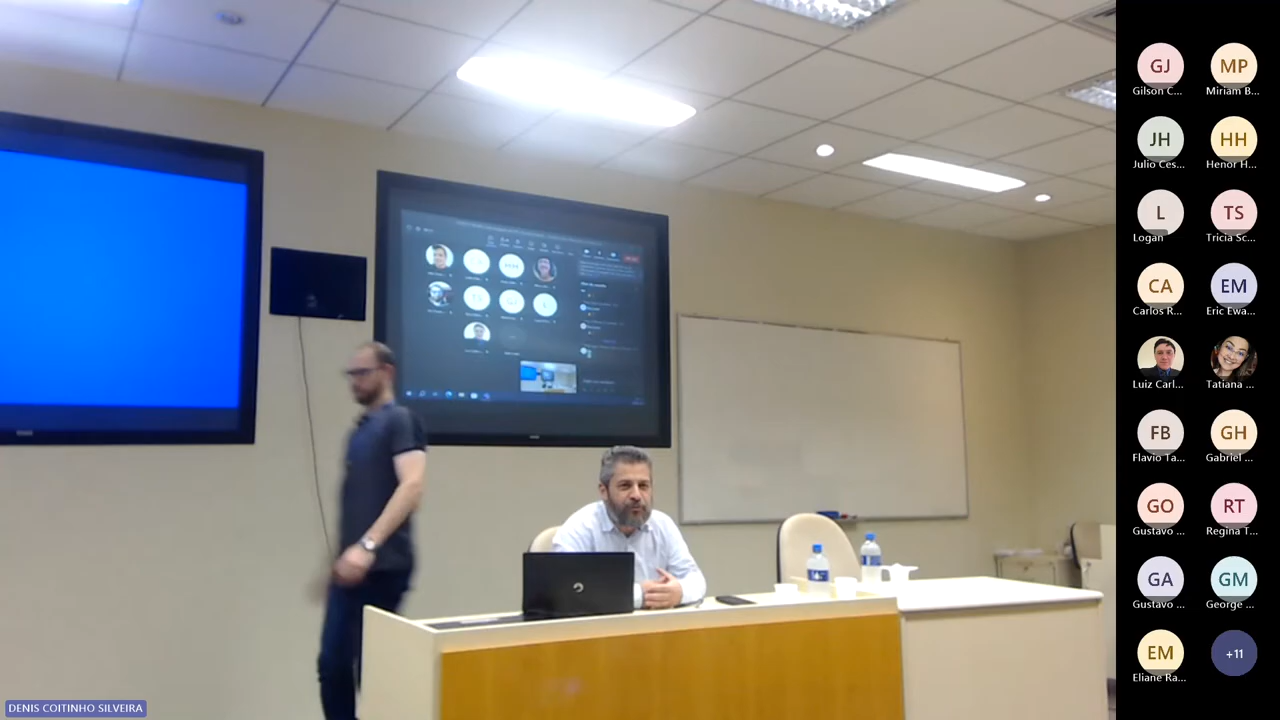 GJ
Gilson C...
MP
Miriam B...
JH
Julio Ces...
HH
Henor H...
L
Logan
TS
Tricia Sc...
CA
Carlos R...
EM
Eric Ewa...
Luiz Carl...
Tatiana ...
FB
Flavio Ta...
GH
Gabriel ...
GO
Gustavo ...
RT
Regina T...
GA
Gustavo ...
GM
George ...
EM
Eliane Ra...
+11
DENIS COITINHO SILVEIRA